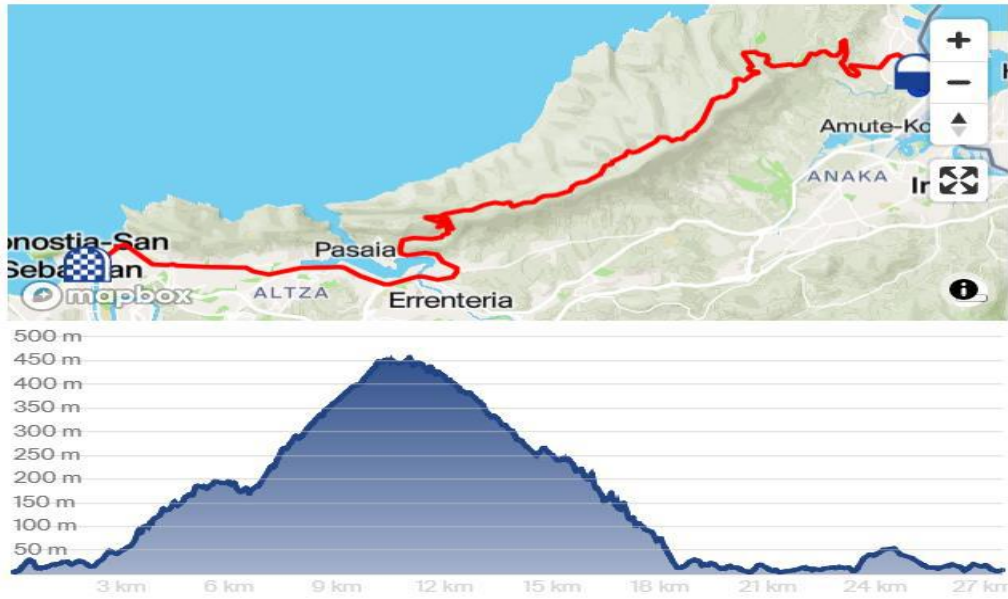 +
−
Amute-Ko
ANAKA
Ir
onostia-San
Sebastian
Pasaia
ALTZA
Errenteria
mapbox
i
500 m
450 m
400 m
350 m
300 m
250 m
200 m
150 m
100 m
50 m
3 km 6 km 9 km 12 km 15 km 18 km 21 km 24 km 27 km